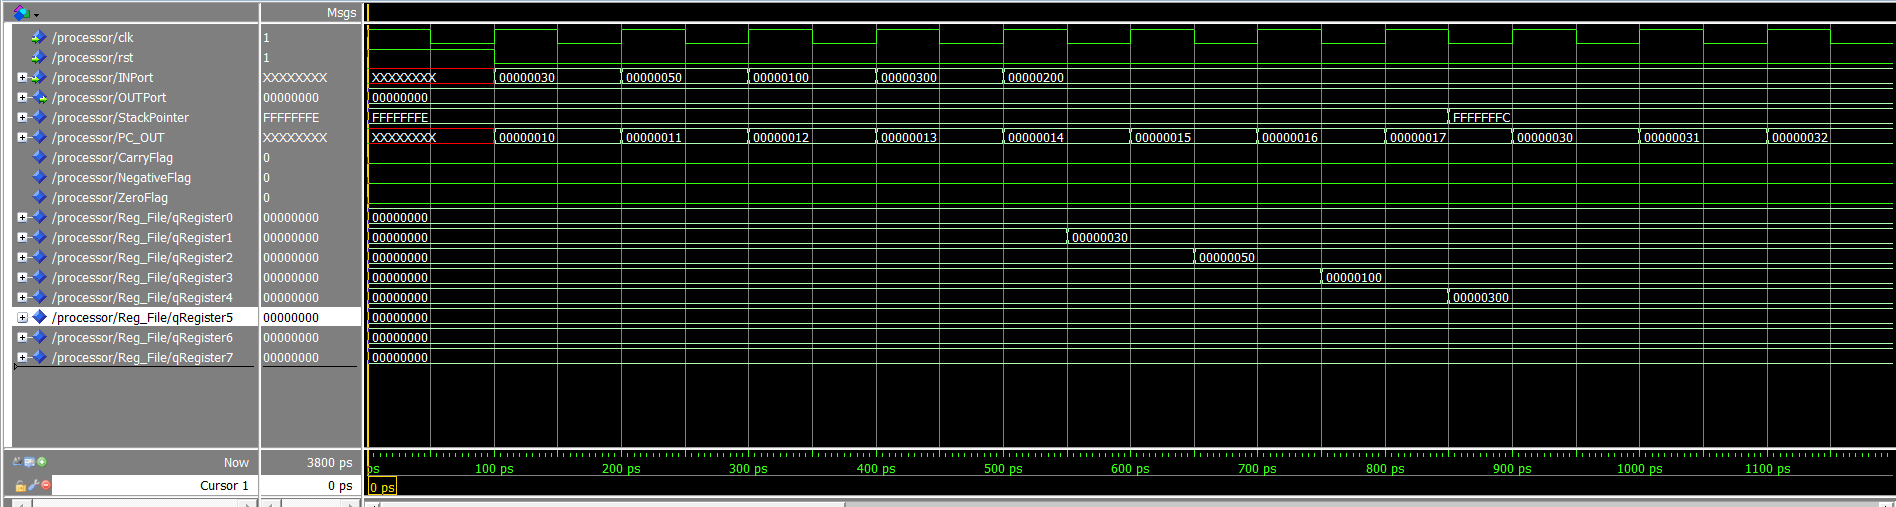 Msgs
/processor/clk 1
/processor/rst 1
/processor/INPort XXXXXXXX XXXXXXXX 00000030 00000050 00000100 00000300 00000200
/processor/OUTPort 00000000 00000000
/processor/StackPointer FFFFFFFE FFFFFFFE FFFFFFFC
/processor/PC_OUT XXXXXXXX XXXXXXXX 00000010 00000011 00000012 00000013 00000014 00000015 00000016 00000017 00000030 00000031 00000032
/processor/CarryFlag 0
/processor/NegativeFlag 0
/processor/ZeroFlag 0
/processor/Reg_File/qRegister0 00000000 00000000
/processor/Reg_File/qRegister1 00000000 00000000 00000030
/processor/Reg_File/qRegister2 00000000 00000000 00000050
/processor/Reg_File/qRegister3 00000000 00000000 00000100
/processor/Reg_File/qRegister4 00000000 00000000 00000300
/processor/Reg_File/qRegister5 00000000 00000000
/processor/Reg_File/qRegister6 00000000 00000000
/processor/Reg_File/qRegister7 00000000 00000000
Now 3800 ps ps 100 ps 200 ps 300 ps 400 ps 500 ps 600 ps 700 ps 800 ps 900 ps 1000 ps 1100 ps
Cursor 1 0 ps 0 ps